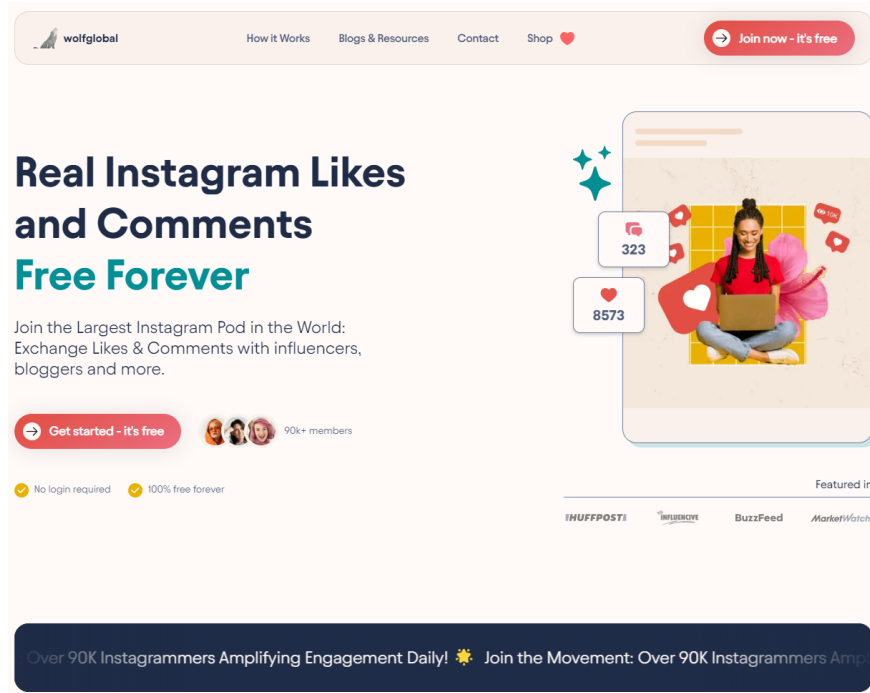 wolfglobal
How it Works
Blogs & Resources
Contact
Shop
Join now - it's free
Real Instagram Likes
and Comments
Free Forever
Join the Largest Instagram Pod in the World:
Exchange Likes & Comments with influencers,
bloggers and more.
Get started - it's free
90k+ members
No login required
100% free forever
10K
323
8573
Featured in
HUFFPOST
INFLUENCIVE
BuzzFeed
MarketWatch
Over 90K Instagrammers Amplifying Engagement Daily! Join the Movement: Over 90K Instagrammers Amp